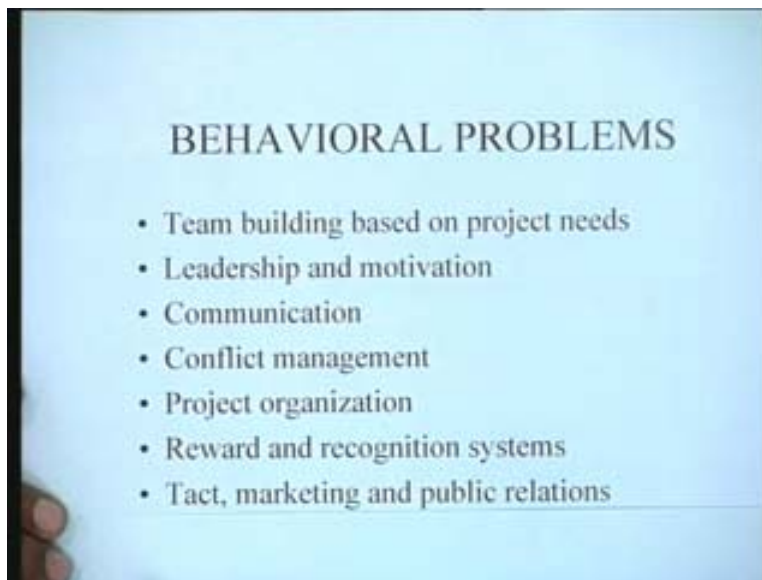 BEHAVIORAL PROBLEMS
• Team building based on project needs
• Leadership and motivation
• Communication
• Conflict management
• Project organization
• Reward and recognition systems
• Tact, marketing and public relations